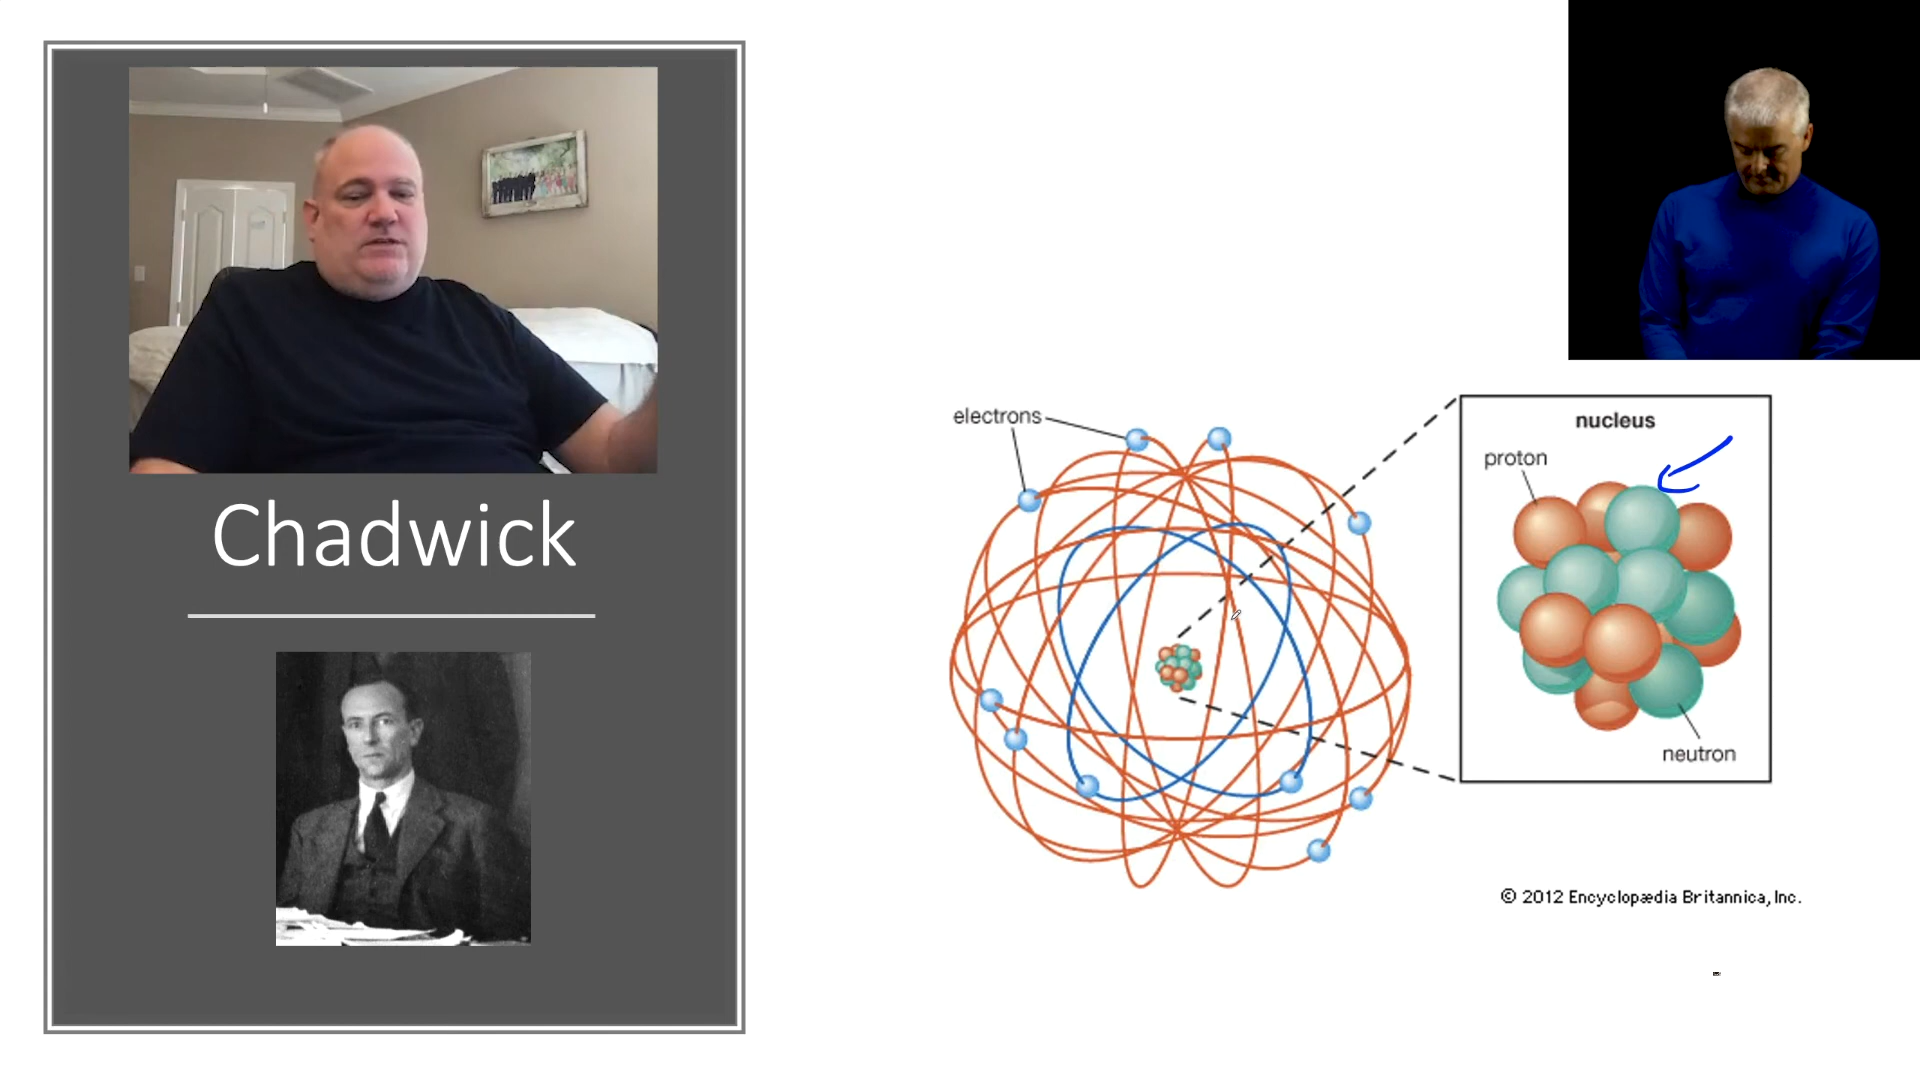 Chadwick
electrons
nucleus
proton
neutron
© 2012 Encyclopædia Britannica, Inc.